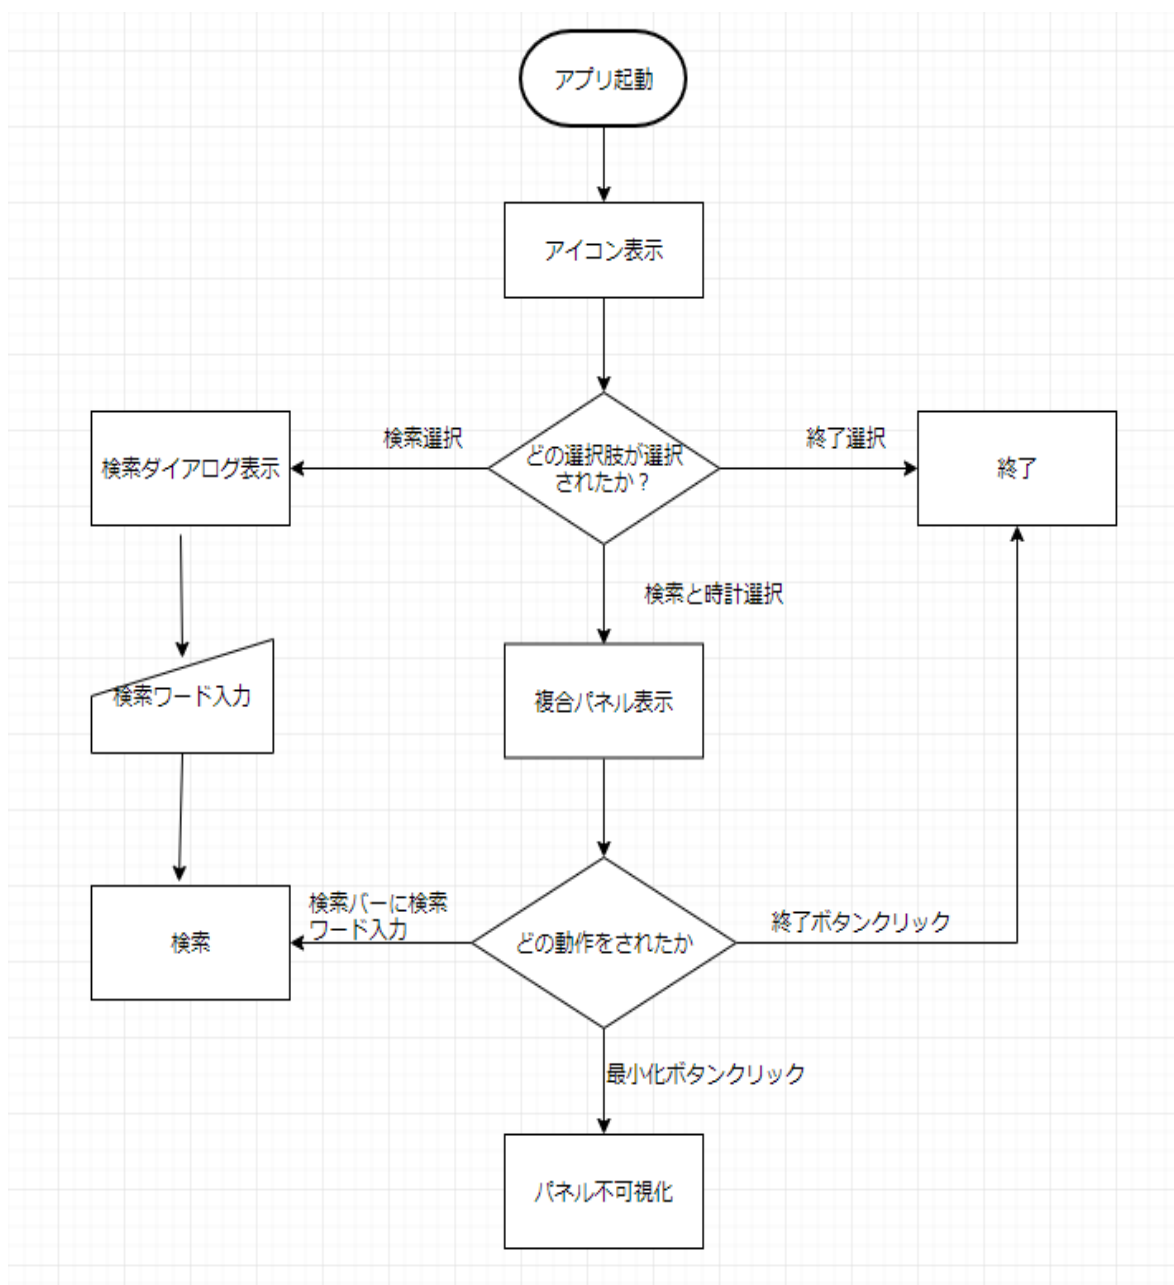 アプリ起動
アイコン表示
検索選択
どの選択肢が選択
されたか？
終了選択
検索ダイアログ表示
終了
検索と時計選択
検索ワード入力
複合パネル表示
検索バーに検索
ワード入力
どの動作をされたか
終了ボタンクリック
検索
最小化ボタンクリック
パネル不可視化